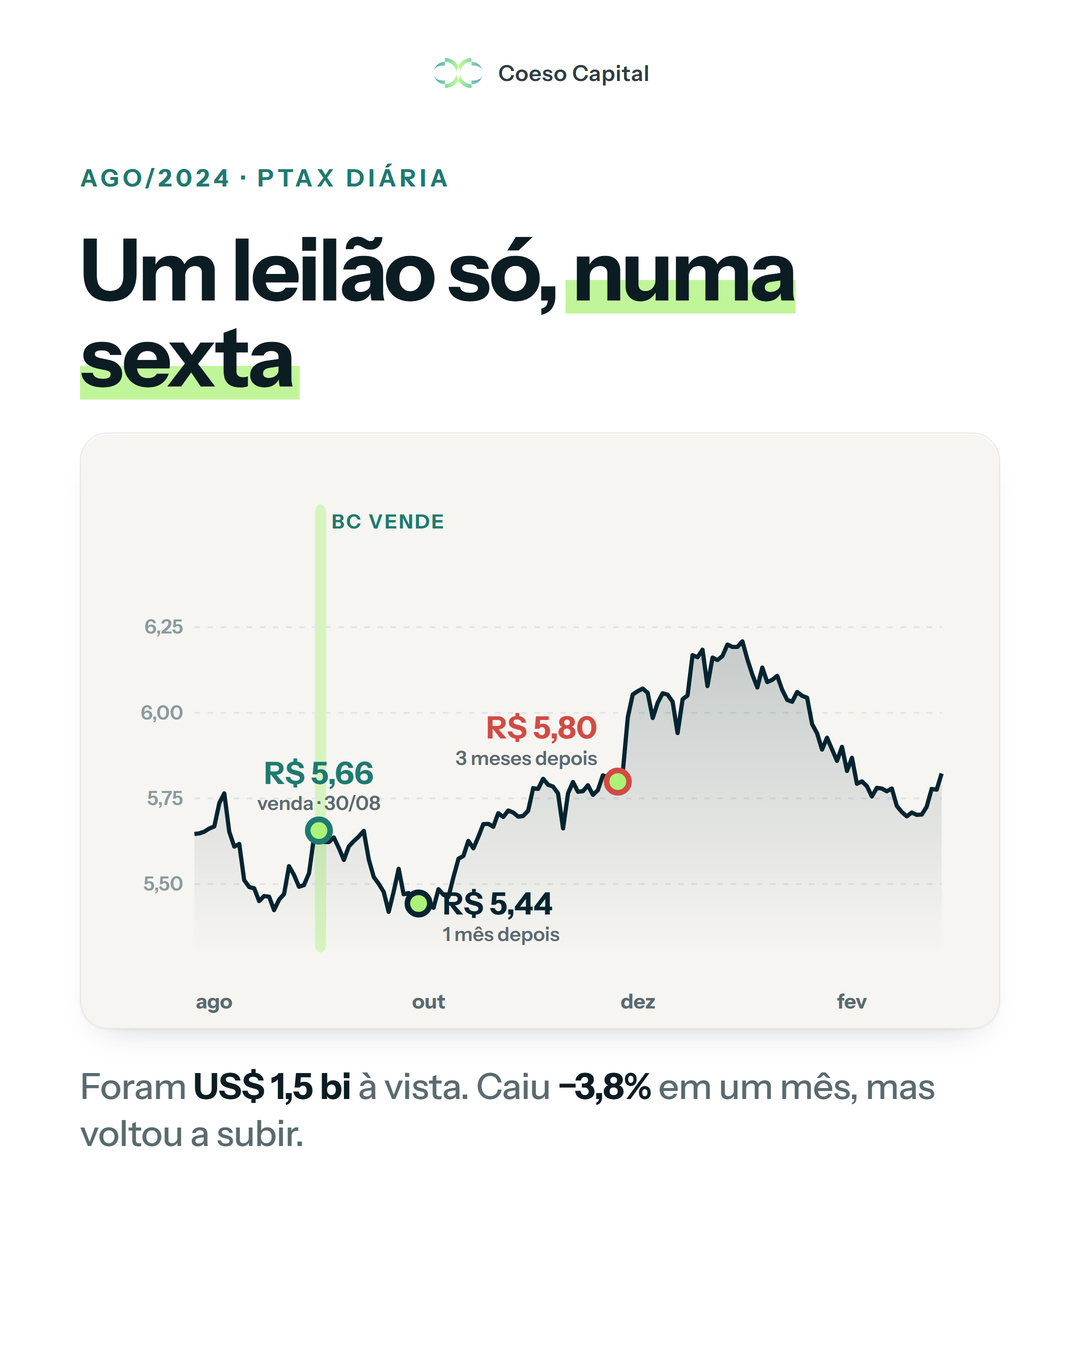 Coeso Capital
AGO/2024 · PTAX DIÁRIA
Um leilão só, numa
sexta
BC VENDE
6,25
6,00
5,75
5,50
R$ 5,80
3 meses depois
R$ 5,66
venda · 30/08
R$ 5,44
1 mês depois
ago
out
dez
fev
Foram US$ 1,5 bi à vista. Caiu −3,8% em um mês, mas
voltou a subir.